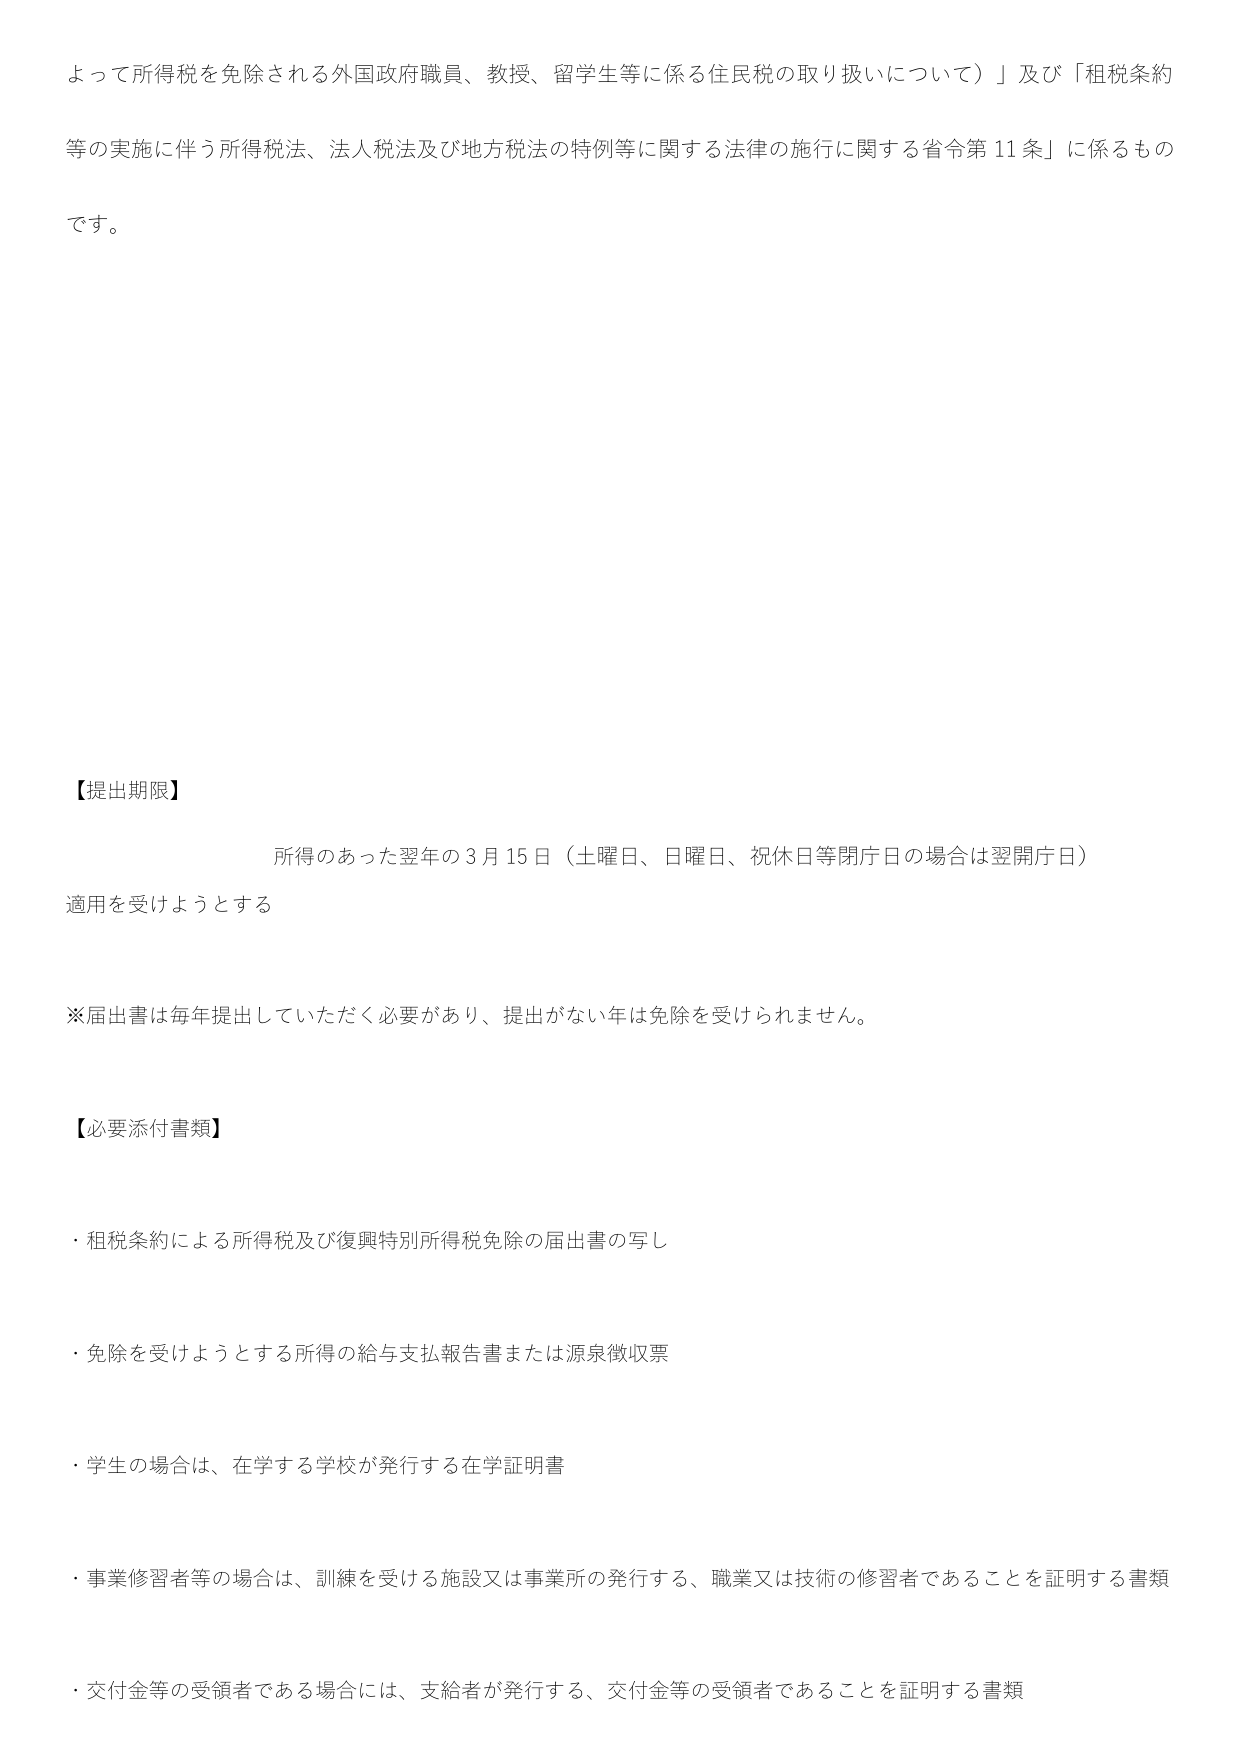 よって所得税を免除される外国政府職員、教授、留学生等に係る住民税の取り扱いについて）」及び「租税条約
等の実施に伴う所得税法、法人税法及び地方税法の特例等に関する法律の施行に関する省令第 11 条」に係るもの
です。
【提出期限】
所得のあった翌年の 3 月 15 日（土曜日、日曜日、祝休日等閉庁日の場合は翌開庁日）
適用を受けようとする
※届出書は毎年提出していただく必要があり、提出がない年は免除を受けられません。
【必要添付書類】
・租税条約による所得税及び復興特別所得税免除の届出書の写し
・免除を受けようとする所得の給与支払報告書または源泉徴収票
・学生の場合は、在学する学校が発行する在学証明書
・事業修習者等の場合は、訓練を受ける施設又は事業所の発行する、職業又は技術の修習者であることを証明する書類
・交付金等の受領者である場合には、支給者が発行する、交付金等の受領者であることを証明する書類